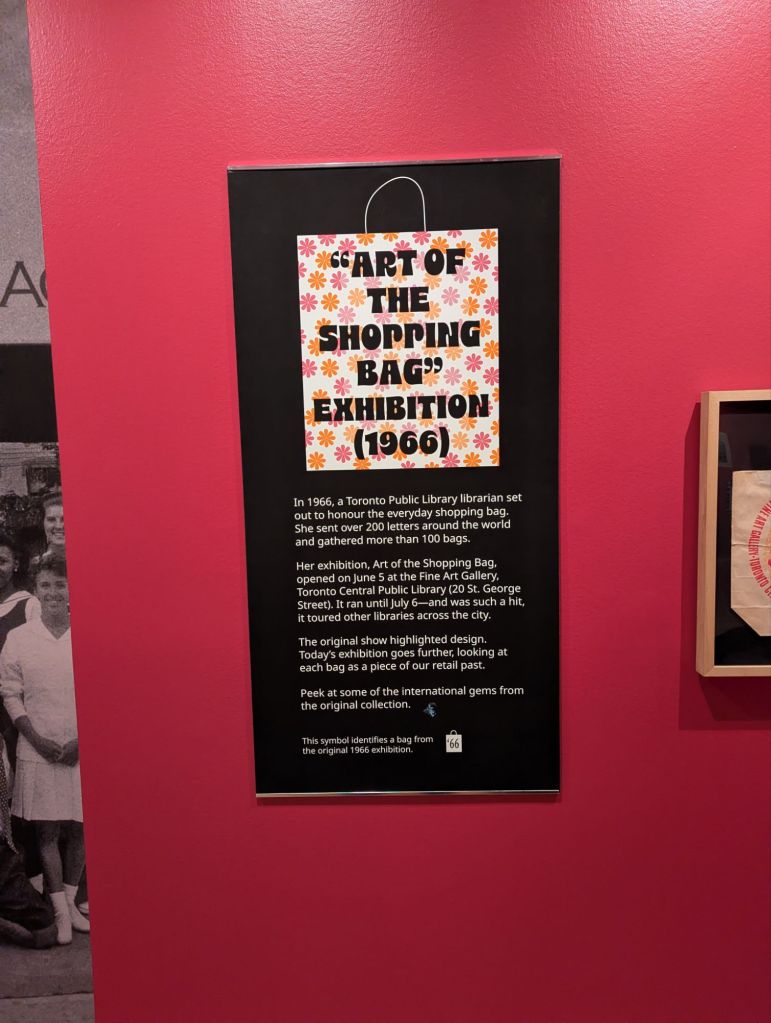 “ART OF
THE
SHOPPING
BAG”
EXHIBITION
(1966)
In 1966, a Toronto Public Library librarian set
out to honour the everyday shopping bag.
She sent over 200 letters around the world
and gathered more than 100 bags.
Her exhibition, Art of the Shopping Bag,
opened on June 5 at the Fine Art Gallery,
Toronto Central Public Library (20 St. George
Street). It ran until July 6—and was such a hit,
it toured other libraries across the city.
The original show highlighted design.
Today’s exhibition goes further, looking at
each bag as a piece of our retail past.
Peek at some of the international gems from
the original collection.
This symbol identifies a bag from
the original 1966 exhibition.
’66
FINE ART GALLERY-TORON